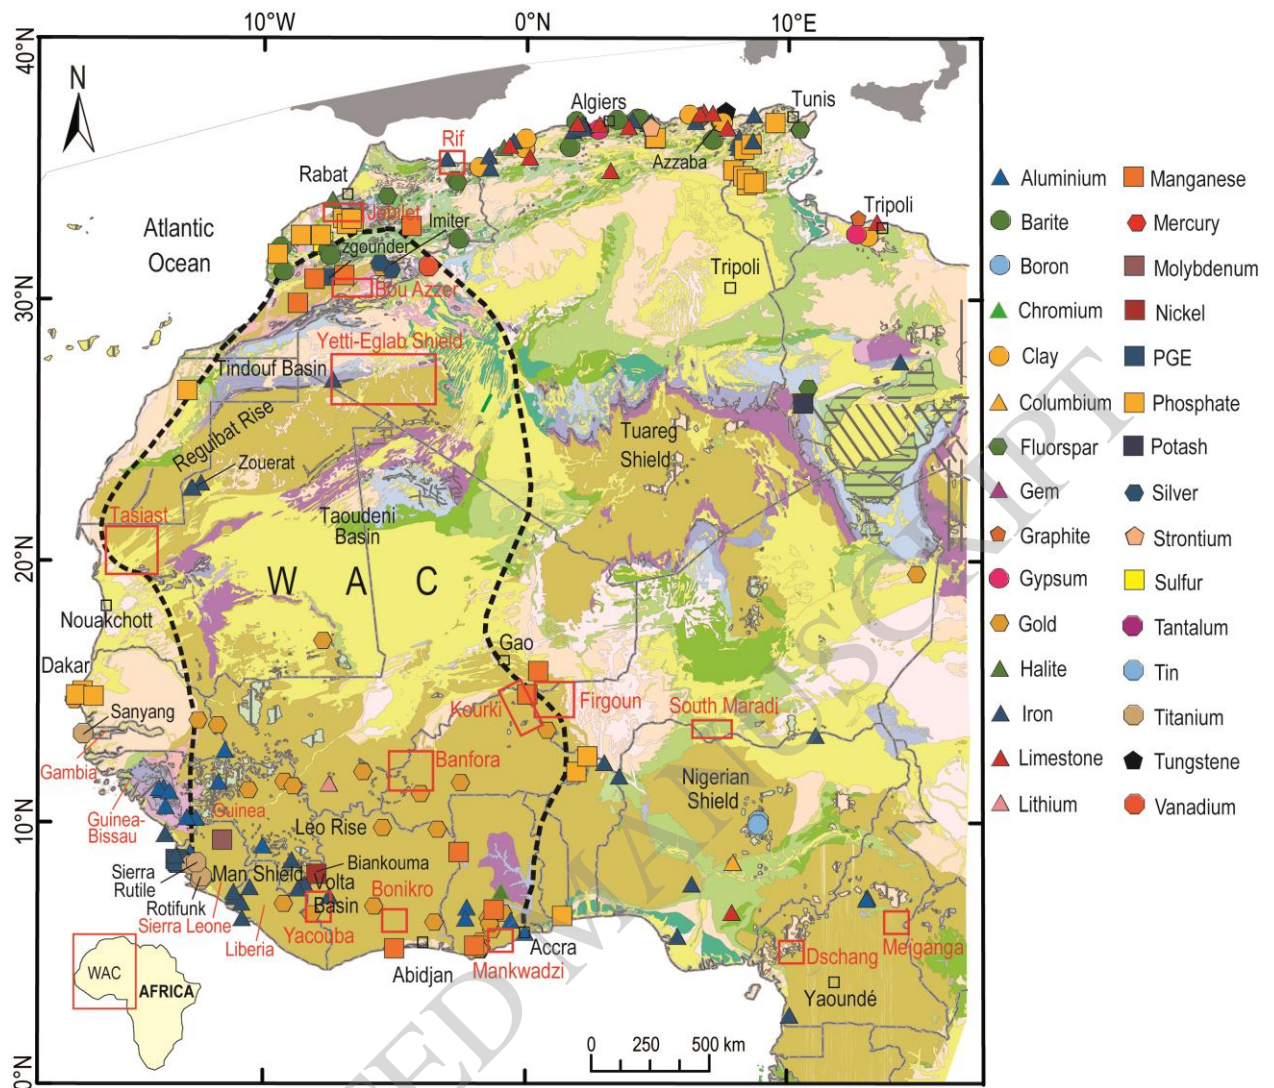 10°W
0°N
10°E
40°N
N
Algiers
Tunis
Rif
Azzaba
Rabat
Atlantic
Ocean
Jebilet
Imiter
Tripoli
zgounder
Tripoli
30°N
Bou Azzer
Yetti-Eglab Shield
Tindouf Basin
Reguibat Rise
Tuareg
Shield
Zouerat
Tasiast
Taoudeni
Basin
20°N
W A C
Nouakchott
Gao
Dakar
Kourki
Firgoun
South Maradi
Sanyang
Gambia
Banfora
Nigerian
Shield
Guinea-
Bissau
Guinea
10°N
Leo Rise
Sierra
Rutile
Man Shield
Biankouma
Volta
Basin
Bonikro
Rotifunk
Sierra Leone
Liberia
Yacouba
Accra
Abidjan
Mankwadzi
Dschang
Meiganga
WAC
AFRICA
Yaoundé
0 250 500 km
0°N
Aluminium
Barite
Boron
Chromium
Clay
Columbium
Fluorspar
Gem
Graphite
Gypsum
Gold
Halite
Iron
Limestone
Lithium
Manganese
Mercury
Molybdenum
Nickel
PGE
Phosphate
Potash
Silver
Strontium
Sulfur
Tantalum
Tin
Titanium
Tungstene
Vanadium
TED MANUSCRIPT